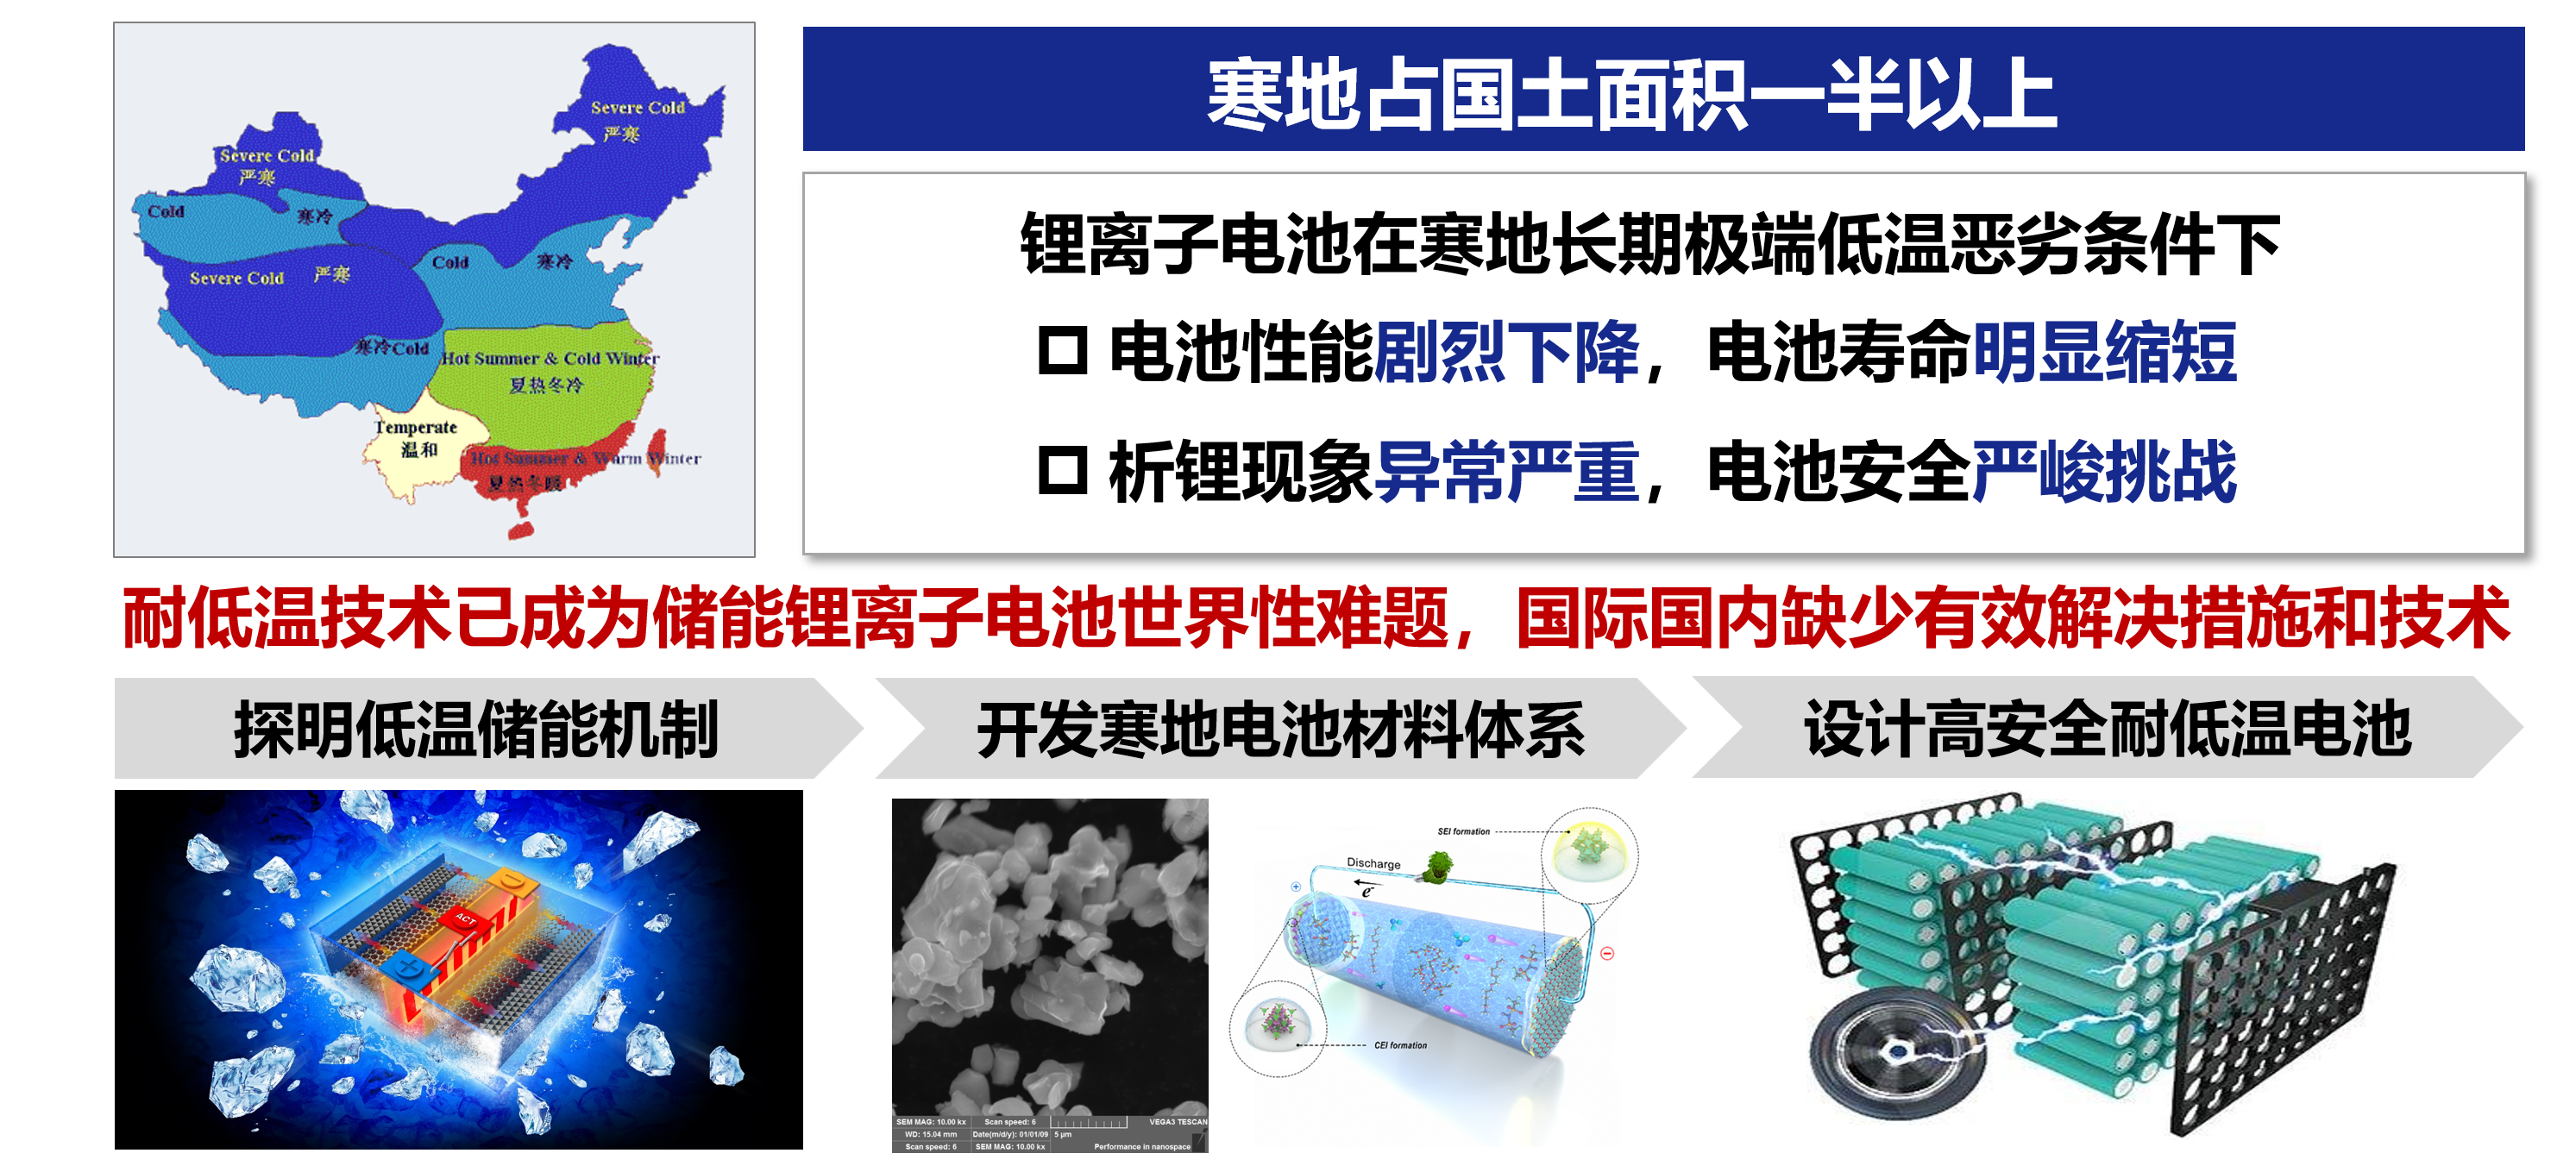 Severe Cold
严寒
Severe Cold
严寒
Cold 寒冷
Cold 寒冷
Severe Cold 严寒
寒冷Cold
Hot Summer & Cold Winter
夏热冬冷
Temperate
温和
Hot Summer & Warm Winter
夏热冬暖
寒地占国土面积一半以上
锂离子电池在寒地长期极端低温恶劣条件下
电池性能剧烈下降，电池寿命明显缩短
析锂现象异常严重，电池安全严峻挑战
耐低温技术已成为储能锂离子电池世界性难题，国际国内缺少有效解决措施和技术
探明低温储能机制
开发寒地电池材料体系
设计高安全耐低温电池
ACT
SEM MAG: 10.00 kx Scan speed: 6 VEGA3 TESCAN
WD: 15.04 mm Date(m/d/y): 01/01/09 5 μm
Scan speed: 6 SEM MAG: 10.00 kx Performance in nanospace
SEI formation
Discharge
e⁻
CEI formation